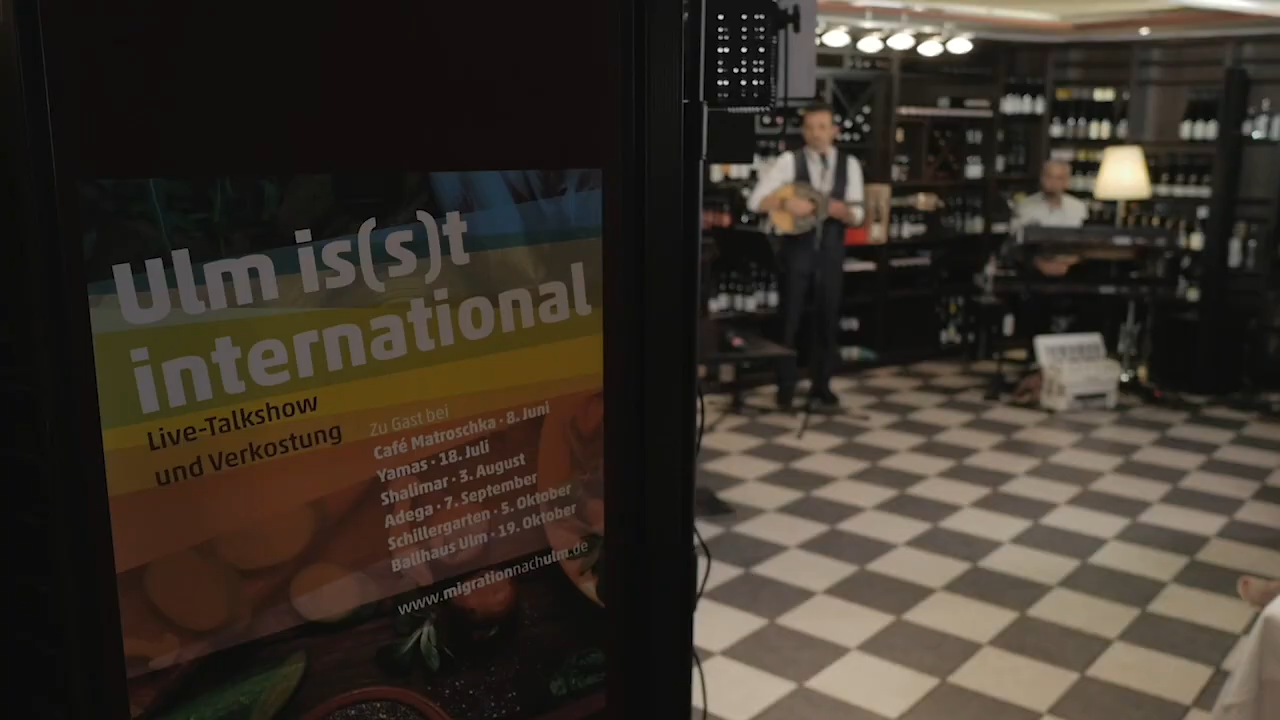 Ulm is(s)t
international
Live-Talkshow
und Verkostung
Zu Gast bei
Café Matroschka · 8. Juni
Yamas · 18. Juli
Shalimar · 3. August
Adega · 7. September
Schillergarten · 5. Oktober
Ballhaus Ulm · 19. Oktober
www.migrationnachulm.de